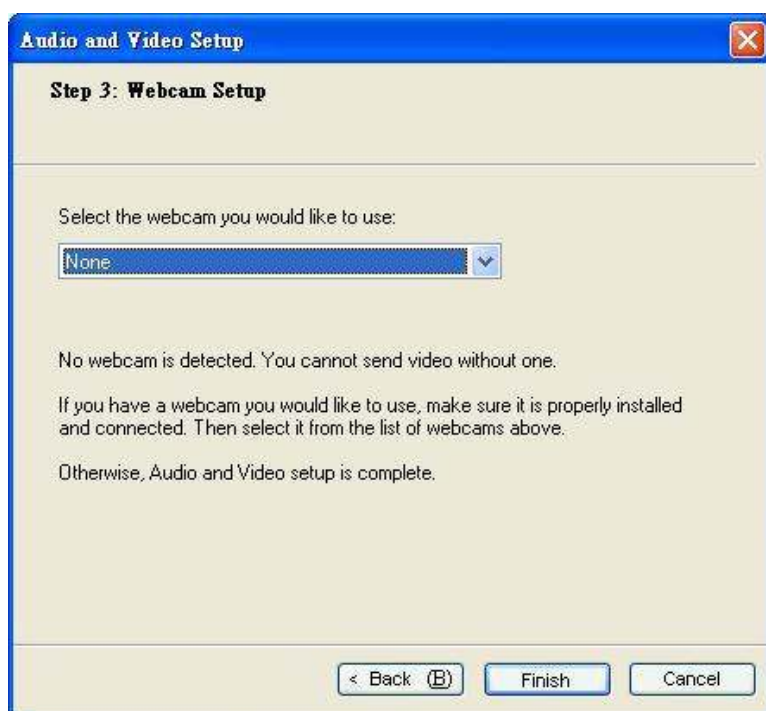 Audio and Video Setup
Step 3: Webcam Setup
Select the webcam you would like to use:
None
No webcam is detected. You cannot send video without one.
If you have a webcam you would like to use, make sure it is properly installed
and connected. Then select it from the list of webcams above.
Otherwise, Audio and Video setup is complete.
< Back (B)
Finish
Cancel